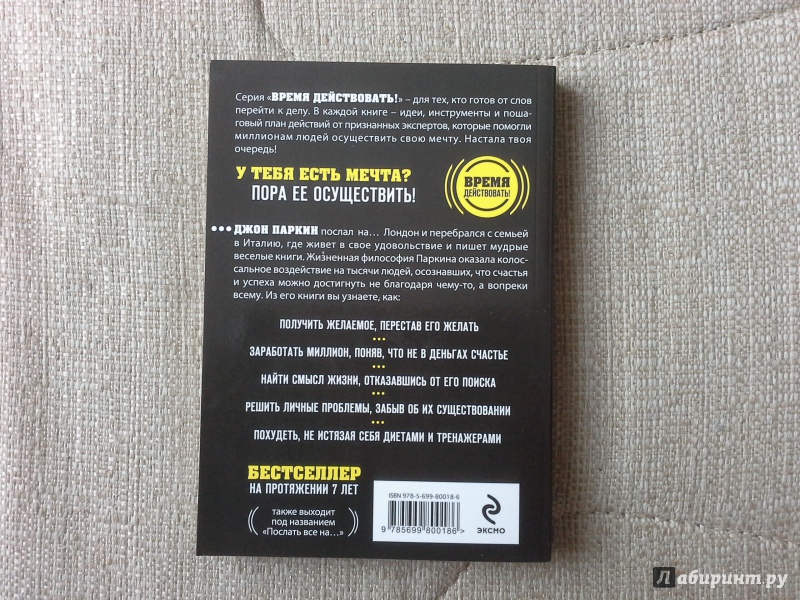 Серия «ВРЕМЯ ДЕЙСТВОВАТЬ!» – для тех, кто готов от слов
перейти к делу. В каждой книге – идеи, инструменты и поша-
говый план действий от признанных экспертов, которые помогли
миллионам людей осуществить свою мечту. Настала твоя
очередь!
У ТЕБЯ ЕСТЬ МЕЧТА?
ПОРА ЕЕ ОСУЩЕСТВИТЬ!
ВРЕМЯ
ДЕЙСТВОВАТЬ!
•••ДЖОН ПАРКИН послал на... Лондон и перебрался с семьей
в Италию, где живет в свое удовольствие и пишет мудрые
веселые книги. Жизненная философия Паркина оказала колос-
сальное воздействие на тысячи людей, осознавших, что счастья
и успеха можно достигнуть не благодаря чему-то, а вопреки
всему. Из его книги вы узнаете, как:
ПОЛУЧИТЬ ЖЕЛАЕМОЕ, ПЕРЕСТАВ ЕГО ЖЕЛАТЬ
•••
ЗАРАБОТАТЬ МИЛЛИОН, ПОНЯВ, ЧТО НЕ В ДЕНЬГАХ СЧАСТЬЕ
•••
НАЙТИ СМЫСЛ ЖИЗНИ, ОТКАЗАВШИСЬ ОТ ЕГО ПОИСКА
•••
РЕШИТЬ ЛИЧНЫЕ ПРОБЛЕМЫ, ЗАБЫВ ОБ ИХ СУЩЕСТВОВАНИИ
•••
ПОХУДЕТЬ, НЕ ИСТЯЗАЯ СЕБЯ ДИЕТАМИ И ТРЕНАЖЕРАМИ
БЕСТСЕЛЛЕР
НА ПРОТЯЖЕНИИ 7 ЛЕТ
также выходит
под названием
«Послать все на...»
ISBN 978-5-699-80018-6
9 785699 800186>
ЭКСМО
Лабиринт.ру